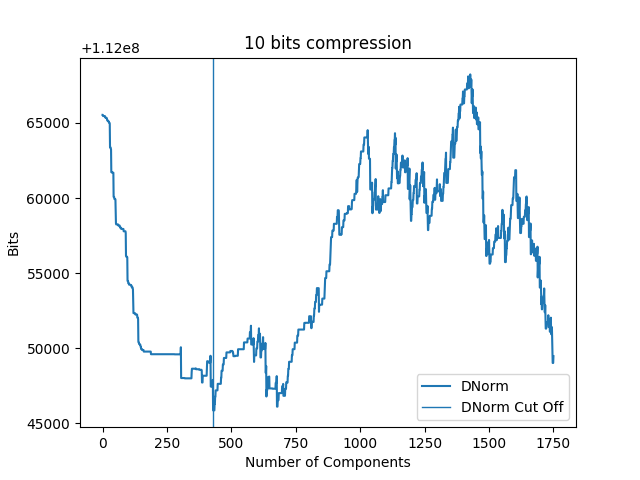 10 bits compression
+1.12e8
65000
60000
55000
50000
45000
Bits
0 250 500 750 1000 1250 1500 1750
Number of Components
DNorm
DNorm Cut Off